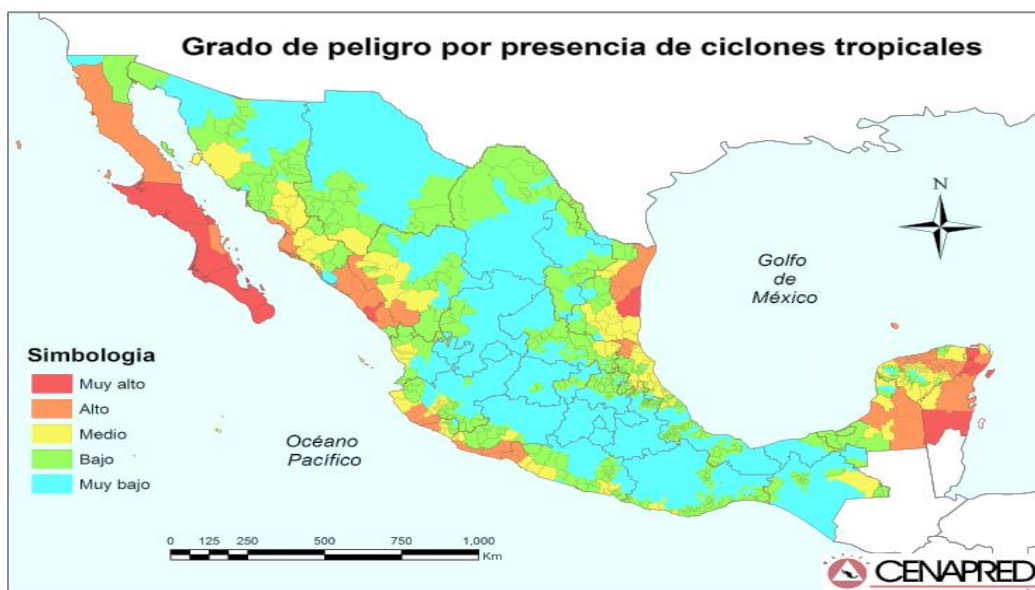 Grado de peligro por presencia de ciclones tropicales
N
Golfo
de
México
Simbologia
Muy alto
Alto
Medio
Bajo
Muy bajo
Océano
Pacífico
0 125 250 500 750 1,000
Km
CENAPRED